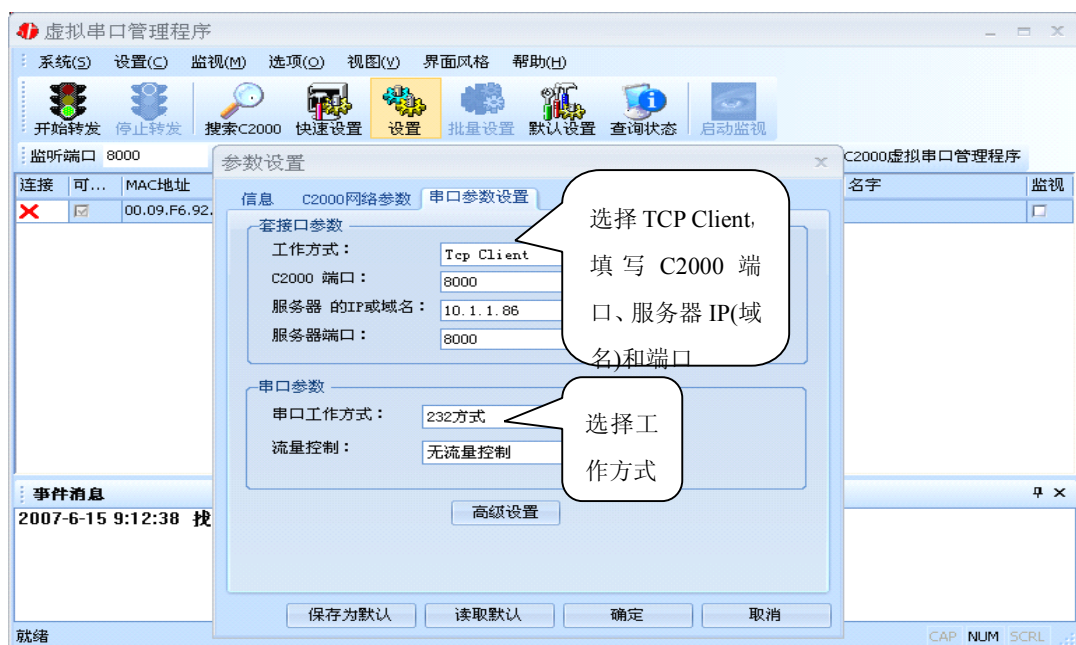 虚拟串口管理程序
系统(S) 设置(C) 监视(M) 选项(O) 视图(V) 界面风格 帮助(H)
开始转发 停止转发 搜索C2000 快速设置 设置 批量设置 默认设置 查询状态 启动监视
监听端口 8000
C2000虚拟串口管理程序
连接 可... MAC地址
名字 监视
00.09.F6.92.
参数设置
信息 C2000网络参数 串口参数设置
套接口参数
工作方式： Tcp Client
C2000 端口： 8000
服务器 的IP或域名： 10.1.1.86
服务器端口： 8000
选择 TCP Client,
填 写 C2000 端
口、服务器 IP(域
名)和端口
串口参数
串口工作方式： 232方式
流量控制： 无流量控制
选择工
作方式
高级设置
保存为默认 读取默认 确定 取消
事件消息
2007-6-15 9:12:38 找
就绪
CAP NUM SCRL